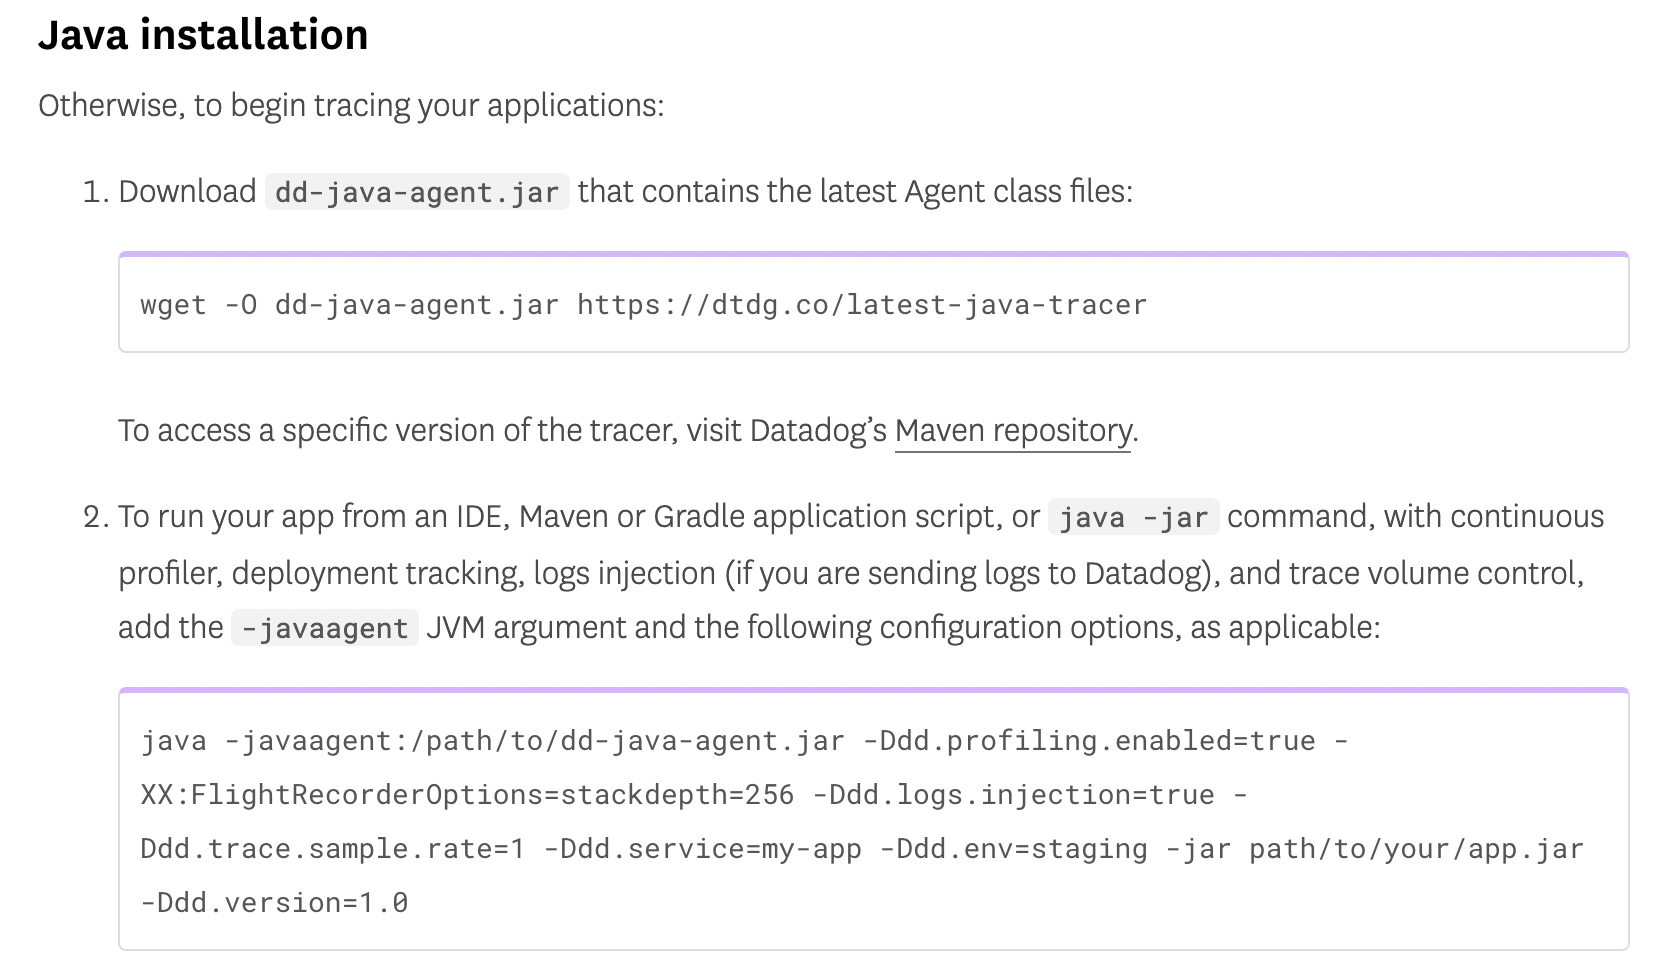 Java installation
Otherwise, to begin tracing your applications:
1. Download dd-java-agent.jar that contains the latest Agent class files:
wget -O dd-java-agent.jar https://dtdg.co/latest-java-tracer
To access a specific version of the tracer, visit Datadog’s Maven repository.
2. To run your app from an IDE, Maven or Gradle application script, or java -jar command, with continuous
profiler, deployment tracking, logs injection (if you are sending logs to Datadog), and trace volume control,
add the -javaagent JVM argument and the following configuration options, as applicable:
java -javaagent:/path/to/dd-java-agent.jar -Ddd.profiling.enabled=true -
XX:FlightRecorderOptions=stackdepth=256 -Ddd.logs.injection=true -
Ddd.trace.sample.rate=1 -Ddd.service=my-app -Ddd.env=staging -jar path/to/your/app.jar
-Ddd.version=1.0